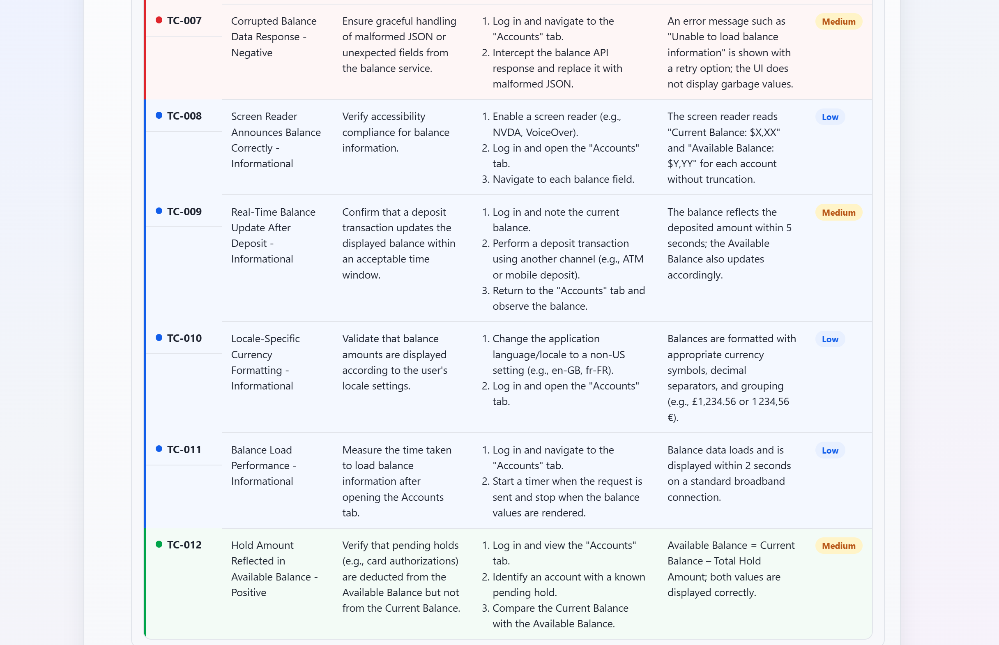 TC-007
Corrupted Balance
Data Response -
Negative
Ensure graceful handling
of malformed JSON or
unexpected fields from
the balance service.
1. Log in and navigate to the
"Accounts" tab.
2. Intercept the balance API
response and replace it with
malformed JSON.
An error message such as
"Unable to load balance
information" is shown with
a retry option; the UI does
not display garbage values.
Medium
TC-008
Screen Reader
Announces Balance
Correctly -
Informational
Verify accessibility
compliance for balance
information.
1. Enable a screen reader (e.g.,
NVDA, VoiceOver).
2. Log in and open the "Accounts"
tab.
3. Navigate to each balance field.
The screen reader reads
"Current Balance: $X,XX"
and "Available Balance:
$Y,YY" for each account
without truncation.
Low
TC-009
Real-Time Balance
Update After
Deposit -
Informational
Confirm that a deposit
transaction updates the
displayed balance within
an acceptable time
window.
1. Log in and note the current
balance.
2. Perform a deposit transaction
using another channel (e.g., ATM
or mobile deposit).
3. Return to the "Accounts" tab and
observe the balance.
The balance reflects the
deposited amount within 5
seconds; the Available
Balance also updates
accordingly.
Medium
TC-010
Locale-Specific
Currency
Formatting -
Informational
Validate that balance
amounts are displayed
according to the user's
locale settings.
1. Change the application
language/locale to a non-US
setting (e.g., en-GB, fr-FR).
2. Log in and open the "Accounts"
tab.
Balances are formatted with
appropriate currency
symbols, decimal
separators, and grouping
(e.g., £1,234.56 or 1 234,56
€).
Low
TC-011
Balance Load
Performance -
Informational
Measure the time taken
to load balance
information after
opening the Accounts
tab.
1. Log in and navigate to the
"Accounts" tab.
2. Start a timer when the request is
sent and stop when the balance
values are rendered.
Balance data loads and is
displayed within 2 seconds
on a standard broadband
connection.
Low
TC-012
Hold Amount
Reflected in
Available Balance -
Positive
Verify that pending holds
(e.g., card authorizations)
are deducted from the
Available Balance but not
from the Current Balance.
1. Log in and view the "Accounts"
tab.
2. Identify an account with a known
pending hold.
3. Compare the Current Balance
with the Available Balance.
Available Balance = Current
Balance – Total Hold
Amount; both values are
displayed correctly.
Medium